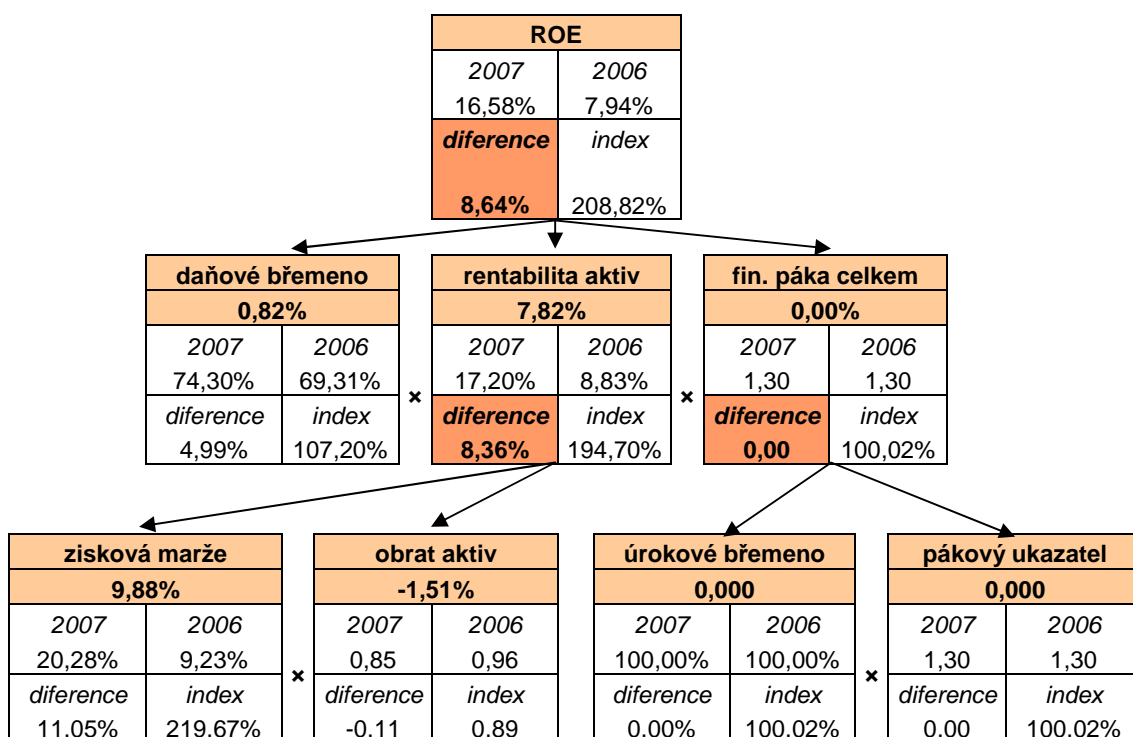 ROE
2007 2006
16,58% 7,94%
diference index
8,64% 208,82%
daňové břemeno rentabilita aktiv fin. páka celkem
0,82% 7,82% 0,00%
2007 2006 2007 2006 2007 2006
74,30% 69,31% × 17,20% 8,83% × 1,30 1,30
diference index diference index diference index
4,99% 107,20% 8,36% 194,70% 0,00 100,02%
zisková marže obrat aktiv úrokové břemeno pákový ukazatel
9,88% -1,51% 0,000 0,000
2007 2006 2007 2006 2007 2006 2007 2006
20,28% 9,23% × 0,85 0,96 100,00% 100,00% × 1,30 1,30
diference index diference index diference index diference index
11,05% 219,67% -0,11 0,89 0,00% 100,02% 0,00 100,02%